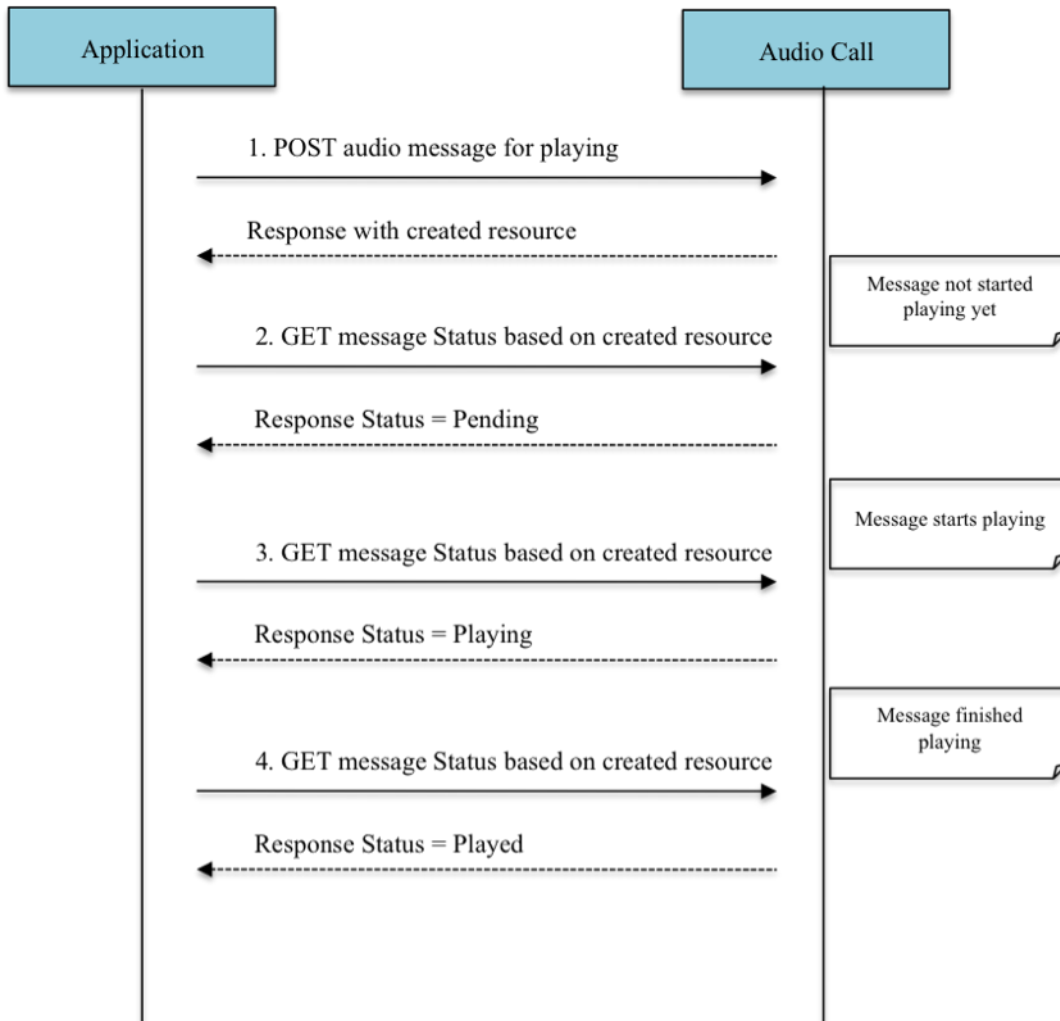 Application
Audio Call
1. POST audio message for playing
Response with created resource
Message not started
playing yet
2. GET message Status based on created resource
Response Status = Pending
Message starts playing
3. GET message Status based on created resource
Response Status = Playing
Message finished
playing
4. GET message Status based on created resource
Response Status = Played